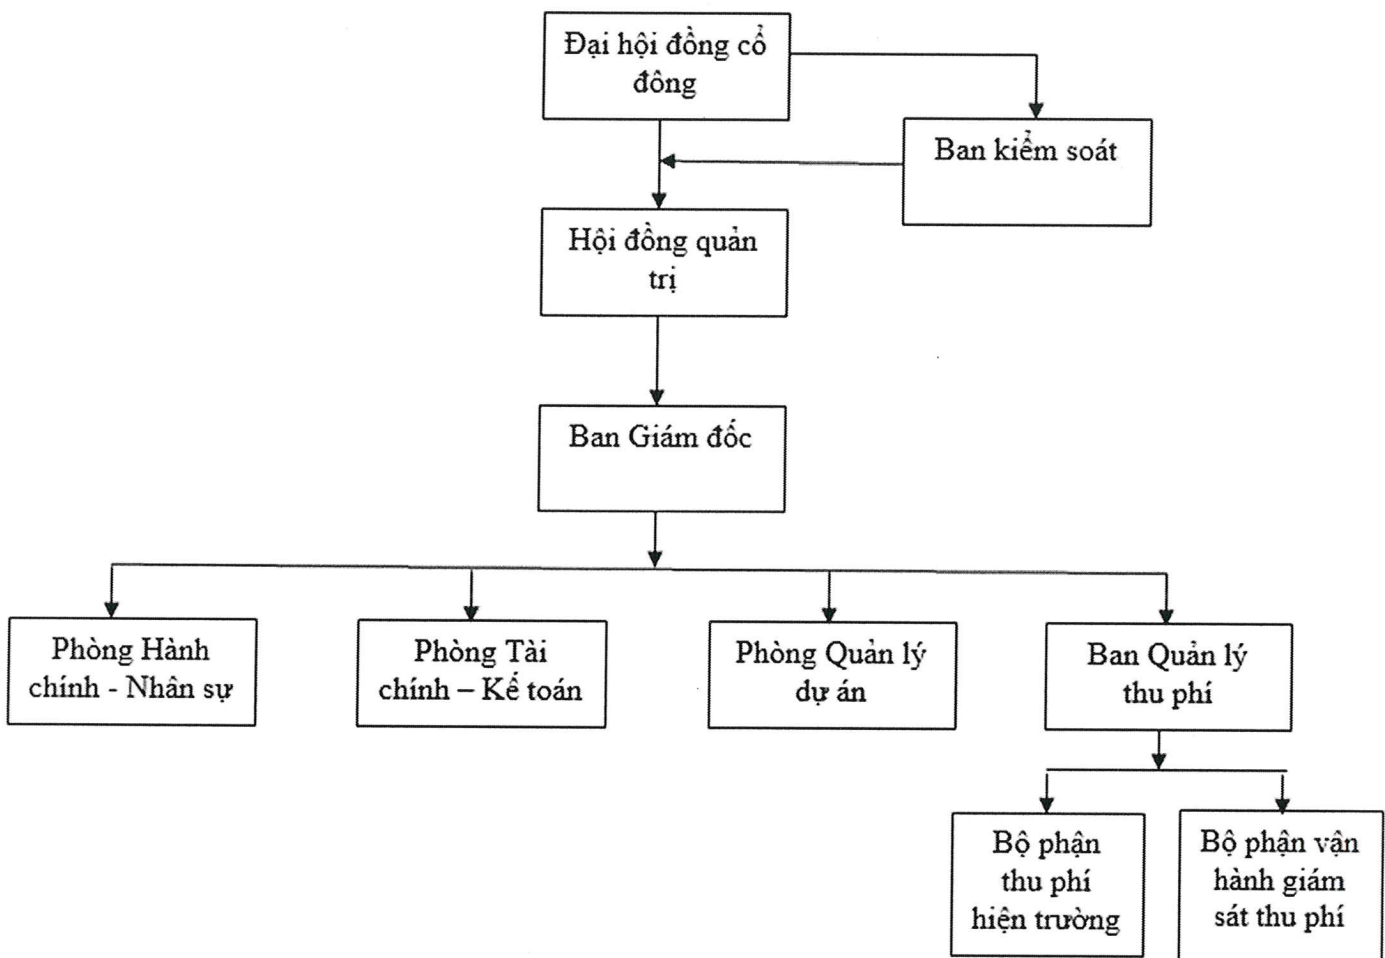 Đại hội đồng cổ
đông
Ban kiểm soát
Hội đồng quản
trị
Ban Giám đốc
Phòng Hành
chính - Nhân sự
Phòng Tài
chính – Kế toán
Phòng Quản lý
dự án
Ban Quản lý
thu phí
Bộ phận
thu phí
hiện trường
Bộ phận vận
hành giám
sát thu phí